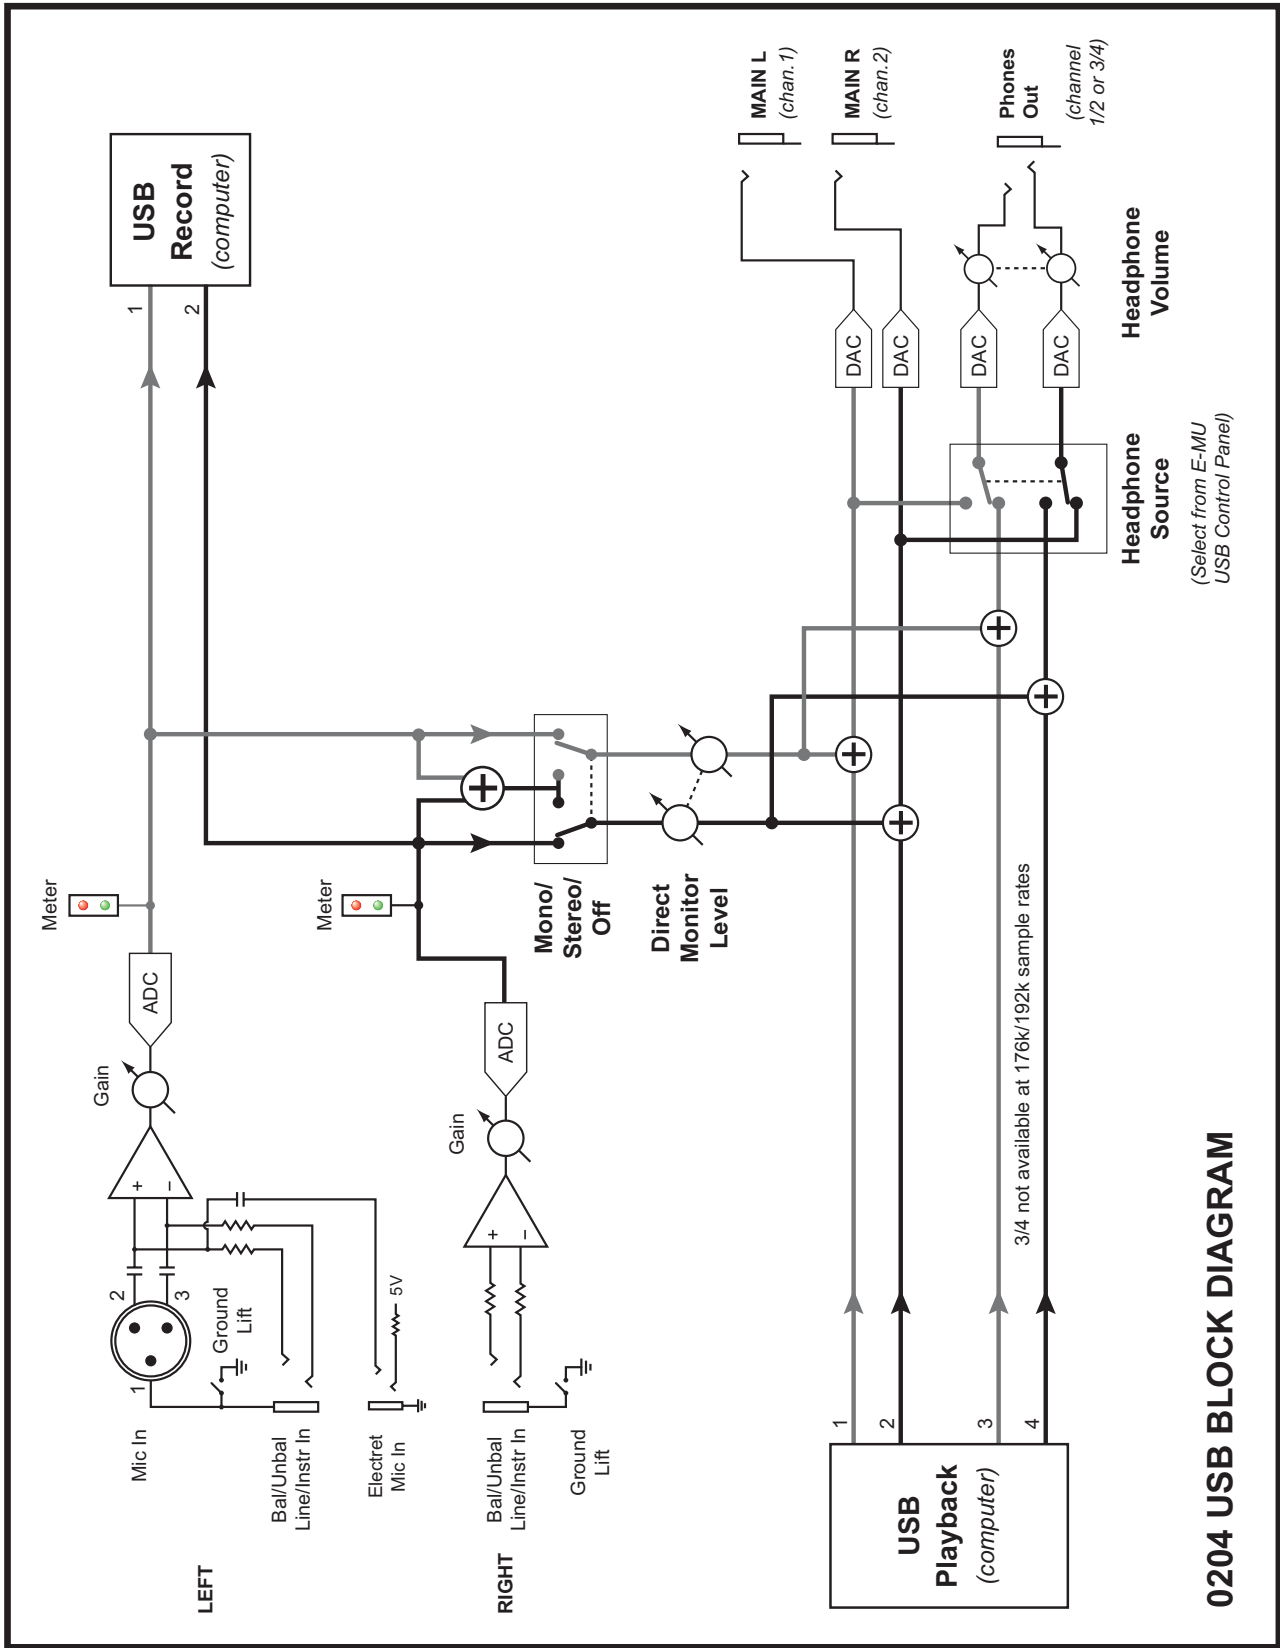 LEFT
Mic In
1
2
3
Ground
Lift
Bal/Unbal
Line/Instr In
Electret
Mic In
5V
+
–
Gain
ADC
Meter
1
2
USB
Record
(computer)
RIGHT
Bal/Unbal
Line/Instr In
Ground
Lift
+
–
Gain
ADC
Meter
Mono/
Stereo/
Off
Direct
Monitor
Level
MAIN L
(chan.1)
MAIN R
(chan.2)
Phones
Out
(channel
1/2 or 3/4)
DAC
DAC
DAC
DAC
Headphone
Volume
Headphone
Source
(Select from E-MU
USB Control Panel)
USB
Playback
(computer)
1
2
3
4
3/4 not available at 176k/192k sample rates
0204 USB BLOCK DIAGRAM